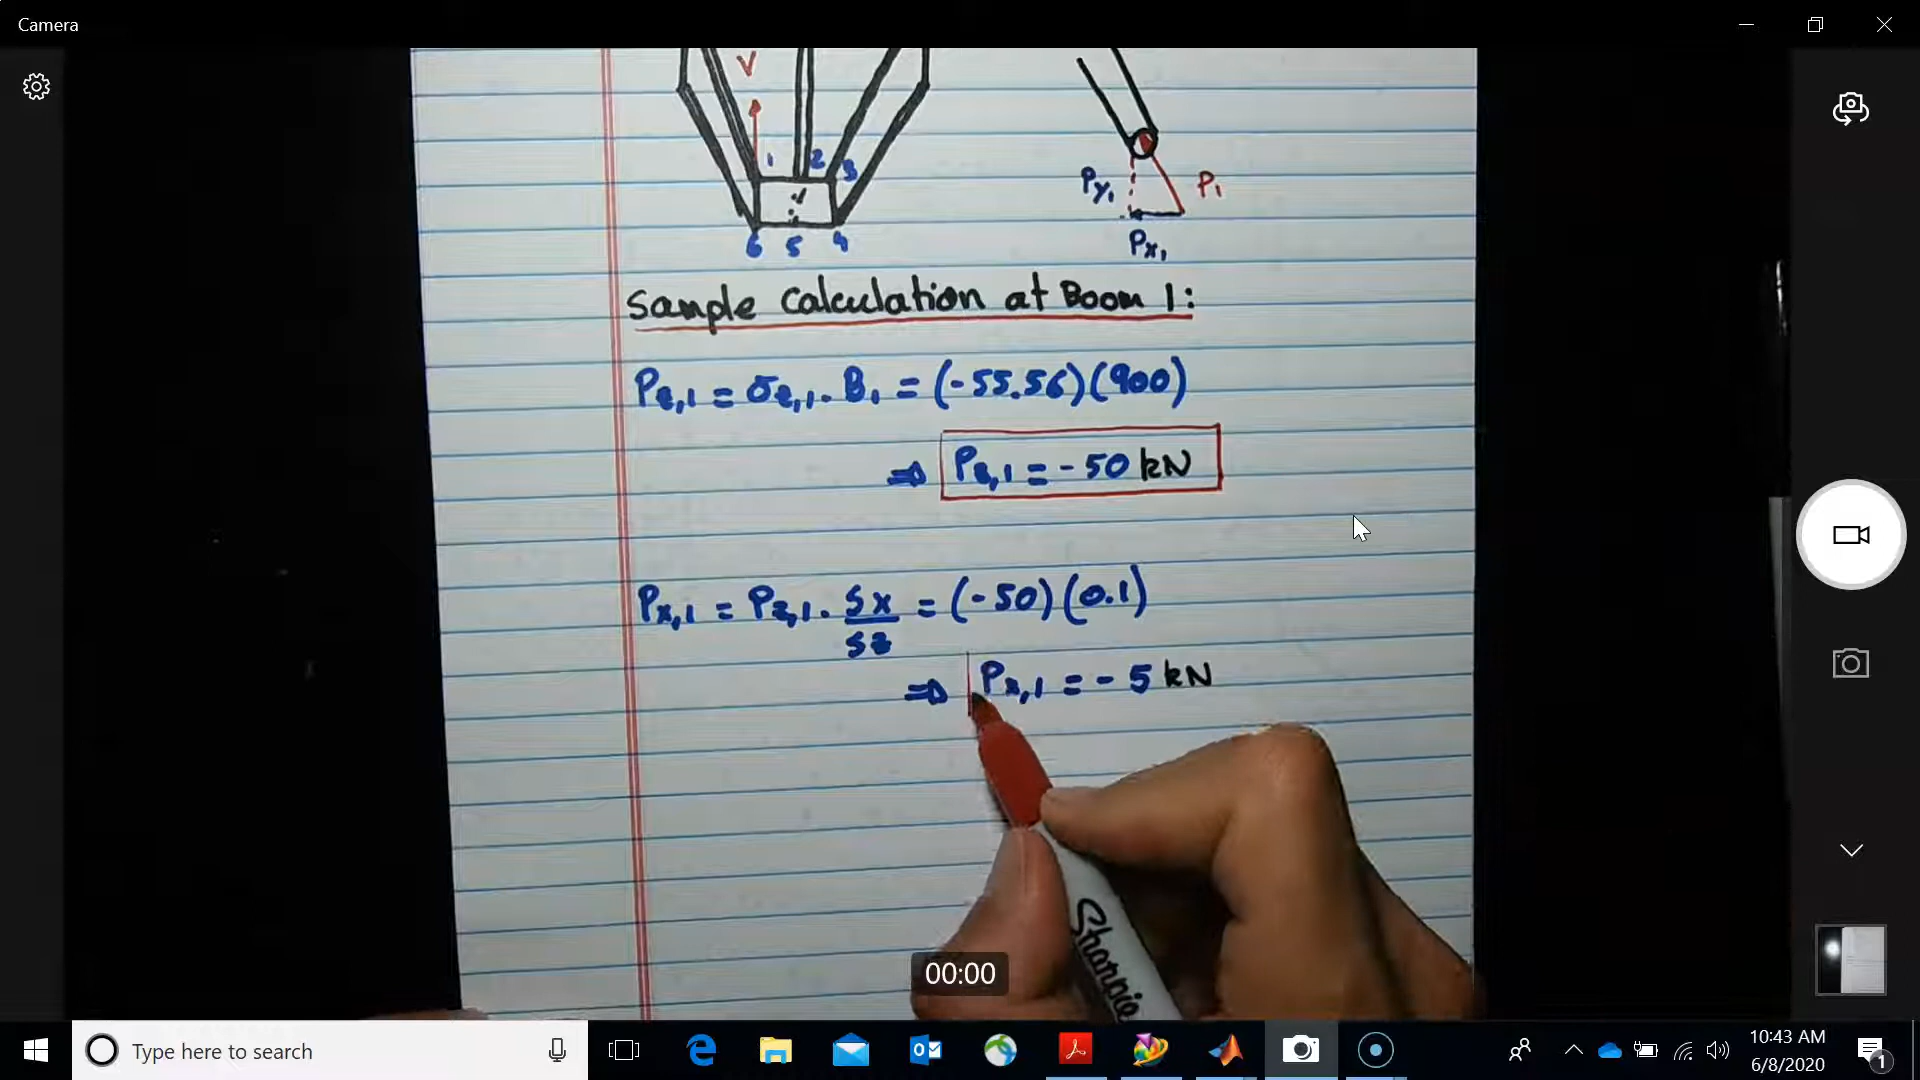 Camera
V
1 2 3
6 5 4
Py1
P1
Px1
Sample Calculation at Boom 1:
Pz,1 = σz,1 . B1 = (-55.56)(900)
⇒ Pz,1 = - 50 kN
Px,1 = Pz,1 . δx/δz = (-50)(0.1)
⇒ Px,1 = - 5 kN
Sharpie
00:00
Type here to search
10:43 AM
6/8/2020
1